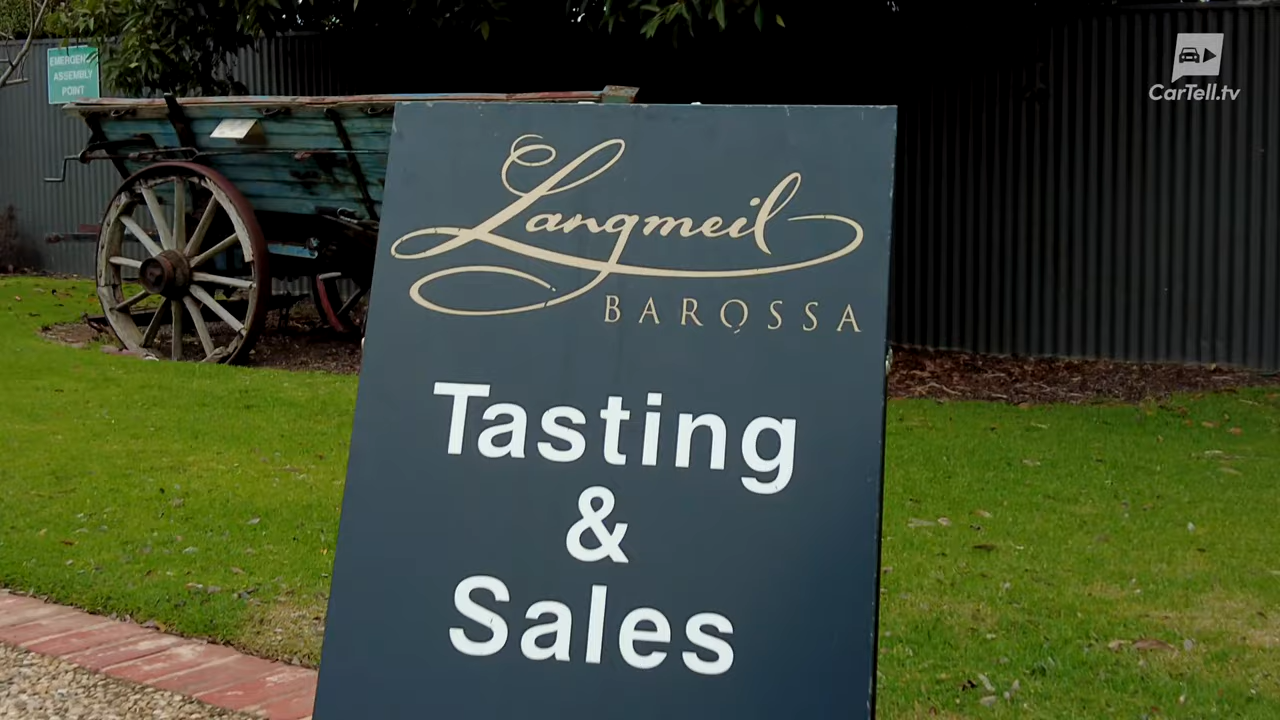 EMERGENCY
ASSEMBLY
POINT
CarTell.tv
Langmeil
BAROSSA
Tasting
&
Sales